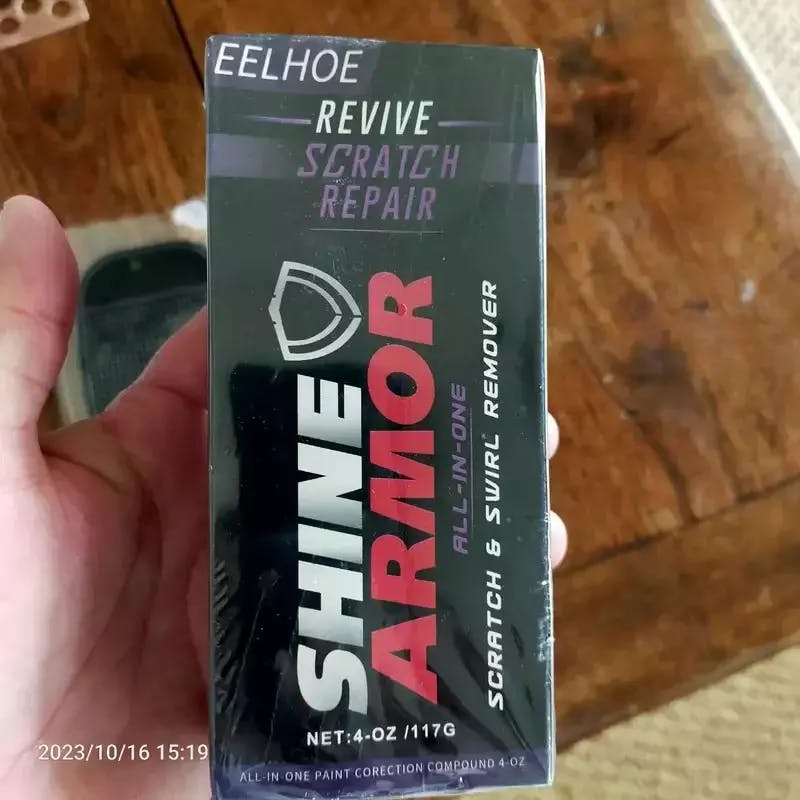 EELHOE
REVIVE
SCRATCH
REPAIR
SHINE
ARMOR
ALL-IN-ONE
SCRATCH & SWIRL REMOVER
NET:4-OZ /117G
ALL-IN-ONE PAINT CORECTION COMPOUND 4-OZ
2023/10/16 15:19